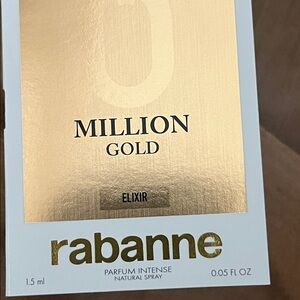 MILLION
GOLD
ELIXIR
rabanne
PARFUM INTENSE
NATURAL SPRAY
1.5 ml
0.05 FL OZ